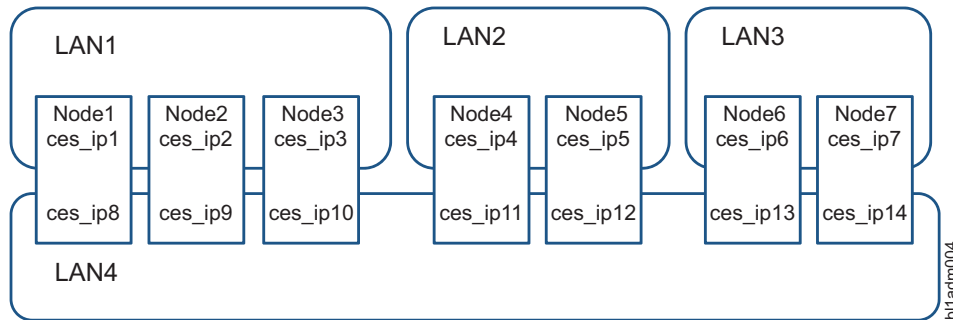 LAN1
LAN2
LAN3
Node1 Node2 Node3 Node4 Node5 Node6 Node7
ces_ip1 ces_ip2 ces_ip3 ces_ip4 ces_ip5 ces_ip6 ces_ip7
ces_ip8 ces_ip9 ces_ip10 ces_ip11 ces_ip12 ces_ip13 ces_ip14
LAN4
bl1adm004